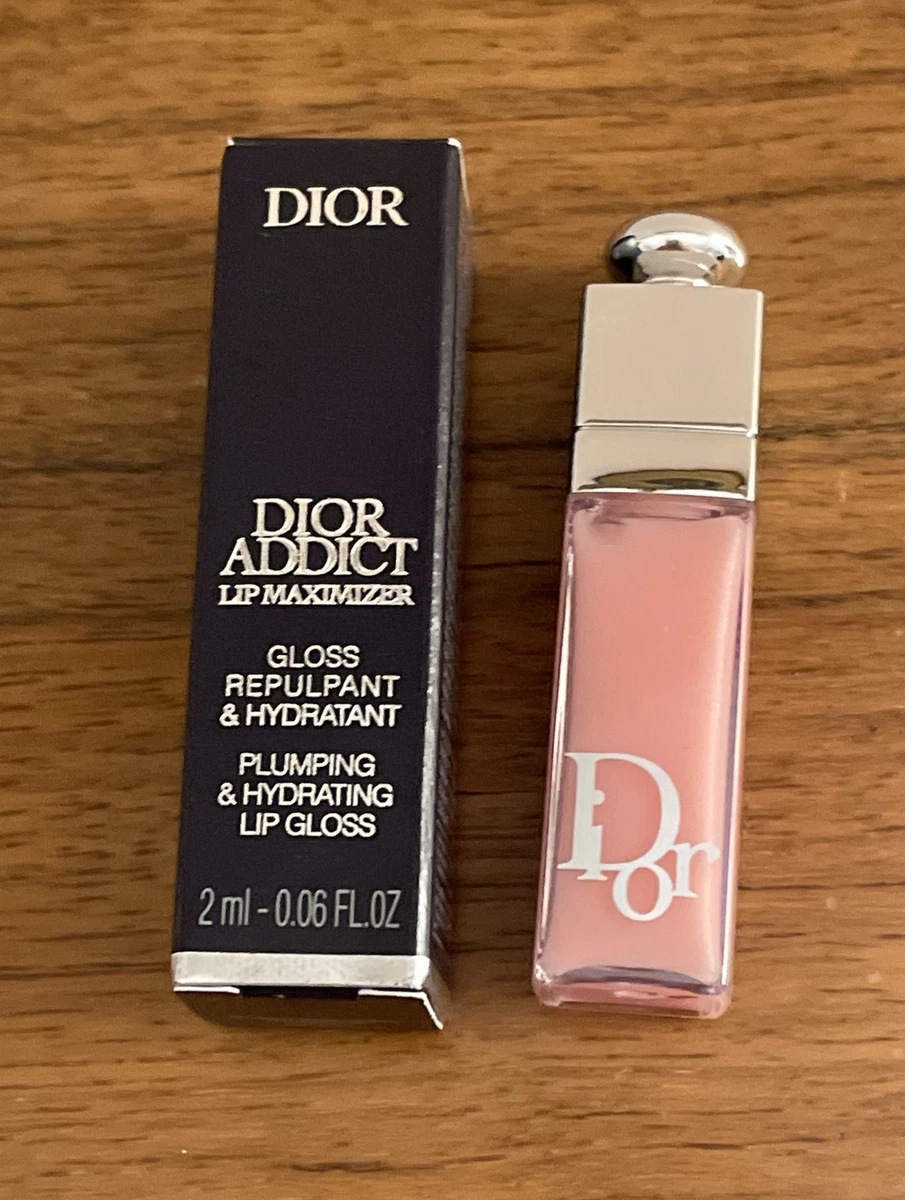 DIOR
DIOR
ADDICT
LIP MAXIMIZER
GLOSS
REPULPANT
& HYDRATANT
PLUMPING
& HYDRATING
LIP GLOSS
2 ml - 0.06 FL.OZ
Dior